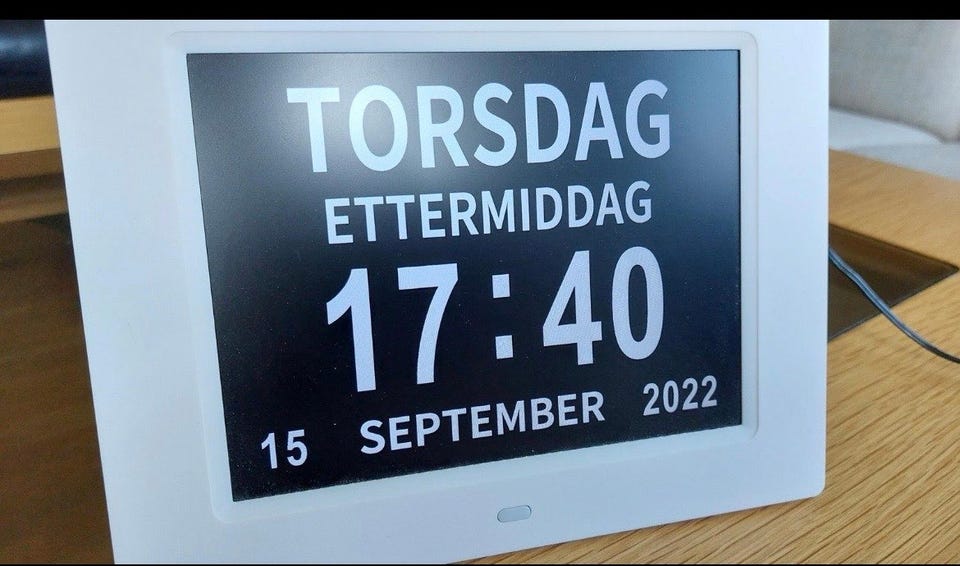 TORSDAG
ETTERMIDDAG
17:40
15 SEPTEMBER 2022